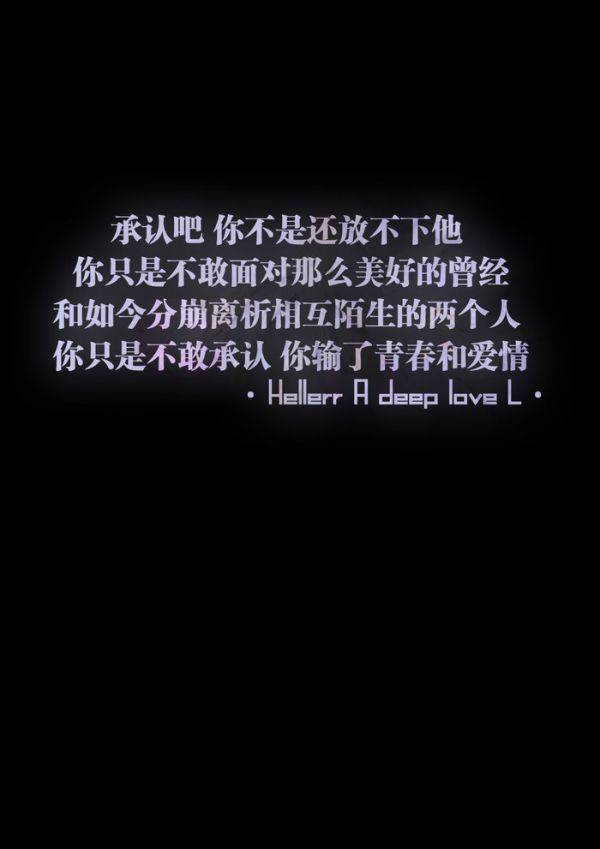 承认吧 你不是还放不下他
你只是不敢面对那么美好的曾经
和如今分崩离析相互陌生的两个人
你只是不敢承认 你输了青春和爱情
· Hellerr A deep love L ·